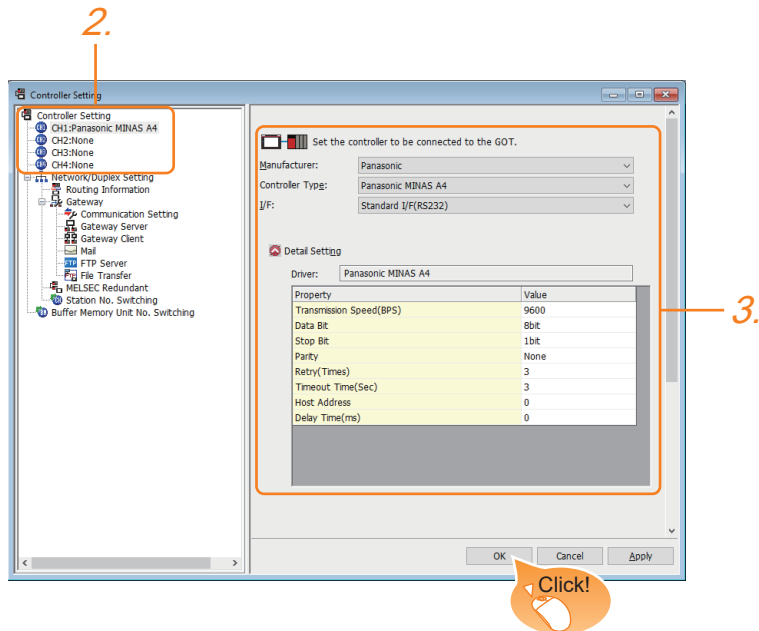 2.
Controller Setting
Controller Setting
CH1:Panasonic MINAS A4
CH2:None
CH3:None
CH4:None
Network/Duplex Setting
Routing Information
Gateway
Communication Setting
Gateway Server
Gateway Client
Mail
FTP FTP Server
File Transfer
MELSEC Redundant
Station No. Switching
Buffer Memory Unit No. Switching
Set the controller to be connected to the GOT.
Manufacturer: Panasonic
Controller Type: Panasonic MINAS A4
I/F: Standard I/F(RS232)
Detail Setting
Driver: Panasonic MINAS A4
Property Value
Transmission Speed(BPS) 9600
Data Bit 8bit
Stop Bit 1bit
Parity None
Retry(Times) 3
Timeout Time(Sec) 3
Host Address 0
Delay Time(ms) 0
3.
OK Cancel Apply
Click!